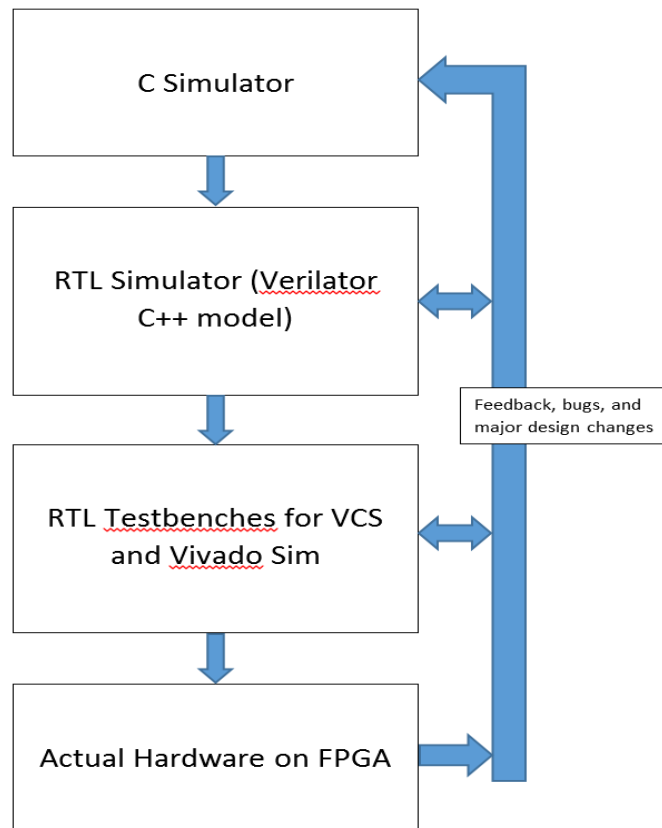 C Simulator
RTL Simulator (Verilator
C++ model)
Feedback, bugs, and
major design changes
RTL Testbenches for VCS
and Vivado Sim
Actual Hardware on FPGA